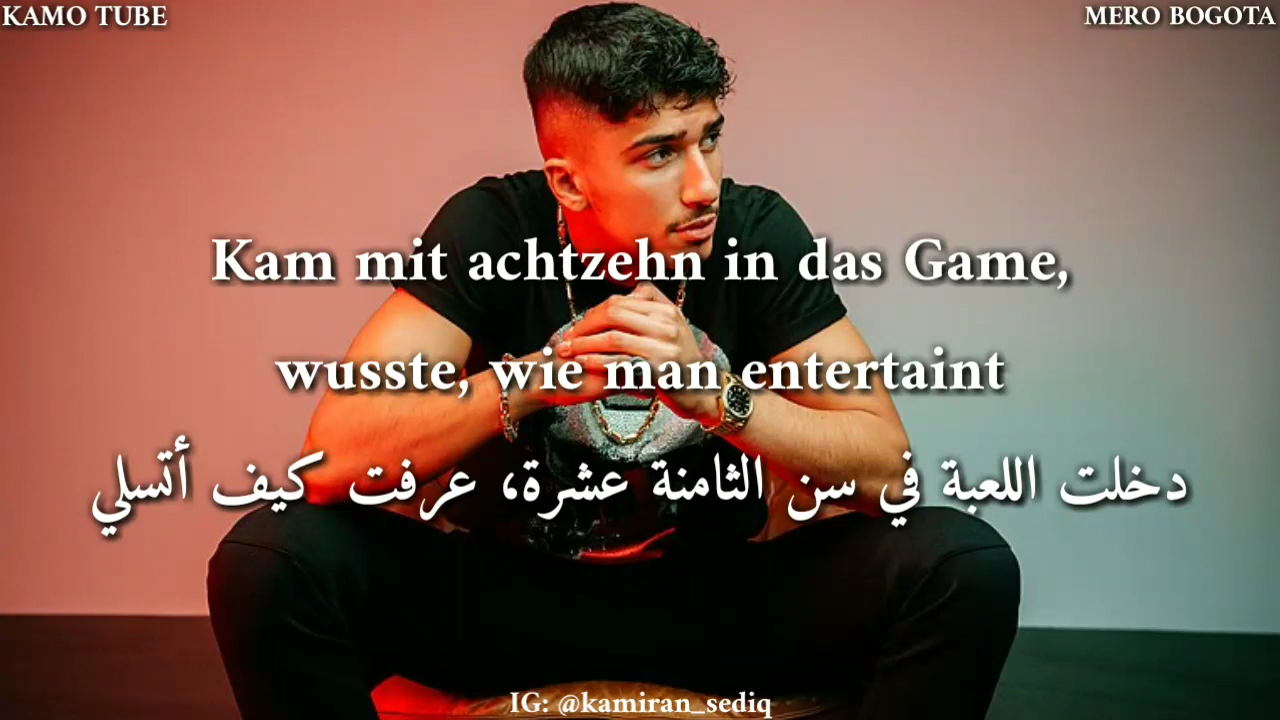 KAMO TUBE
MERO BOGOTA
Kam mit achtzehn in das Game,
wusste, wie man entertaint
دخلت اللعبة في سن الثامنة عشرة، عرفت كيف أتسلي
IG: @kamiran_sediq